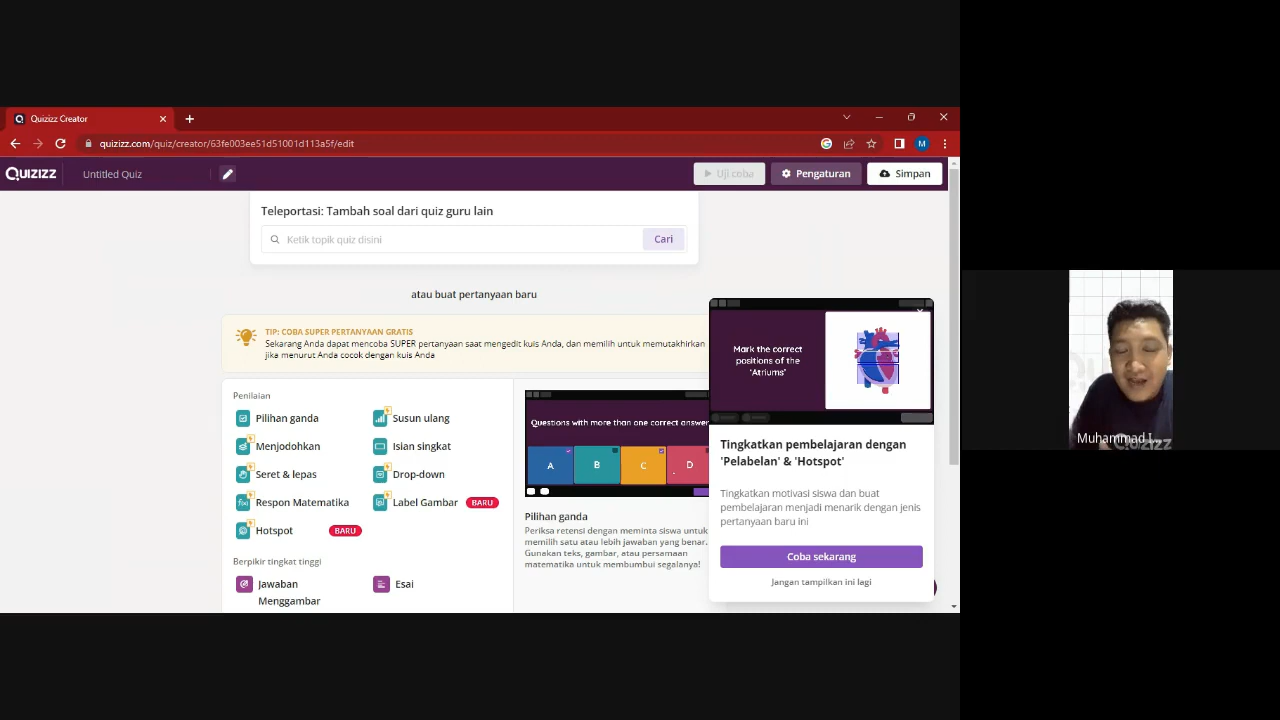 Quizizz Creator
quizizz.com/quiz/creator/63fe003ee51d51001d113a5f/edit
M
QUIZIZZ
Untitled Quiz
Uji coba
Pengaturan
Simpan
Teleportasi: Tambah soal dari quiz guru lain
Ketik topik quiz disini
Cari
atau buat pertanyaan baru
TIP: COBA SUPER PERTANYAAN GRATIS
Sekarang Anda dapat mencoba SUPER pertanyaan saat mengedit kuis Anda, dan memilih untuk memutakhirkan
jika menurut Anda cocok dengan kuis Anda
Penilaian
Pilihan ganda
Susun ulang
Menjodohkan
Isian singkat
Seret & lepas
Drop-down
f(x)
Respon Matematika
Label Gambar
BARU
Hotspot
BARU
Berpikir tingkat tinggi
Jawaban
Menggambar
Esai
Questions with more than one correct answer
A
B
C
D
Pilihan ganda
Periksa retensi dengan meminta siswa untuk
memilih satu atau lebih jawaban yang benar.
Gunakan teks, gambar, atau persamaan
matematika untuk membumbui segalanya!
Mark the correct
positions of the
'Atriums'
Tingkatkan pembelajaran dengan
'Pelabelan' & 'Hotspot'
Tingkatkan motivasi siswa dan buat
pembelajaran menjadi menarik dengan jenis
pertanyaan baru ini
Coba sekarang
Jangan tampilkan ini lagi
Muhammad I...
QUIZIZZ